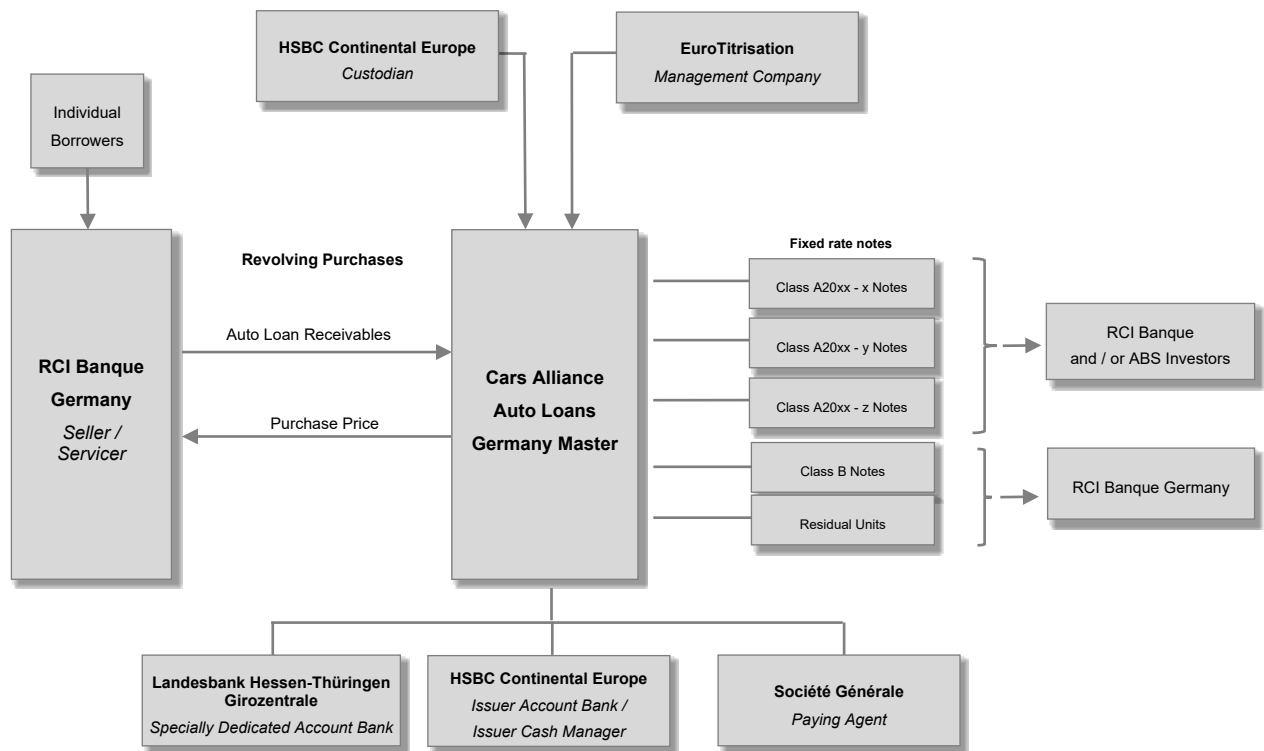 HSBC Continental Europe
Custodian
EuroTitrisation
Management Company
Individual
Borrowers
RCI Banque
Germany
Seller /
Servicer
Revolving Purchases
Auto Loan Receivables
Purchase Price
Cars Alliance
Auto Loans
Germany Master
Fixed rate notes
Class A20xx - x Notes
Class A20xx - y Notes
Class A20xx - z Notes
Class B Notes
Residual Units
RCI Banque
and / or ABS Investors
RCI Banque Germany
Landesbank Hessen-Thüringen
Girozentrale
Specially Dedicated Account Bank
HSBC Continental Europe
Issuer Account Bank /
Issuer Cash Manager
Société Générale
Paying Agent